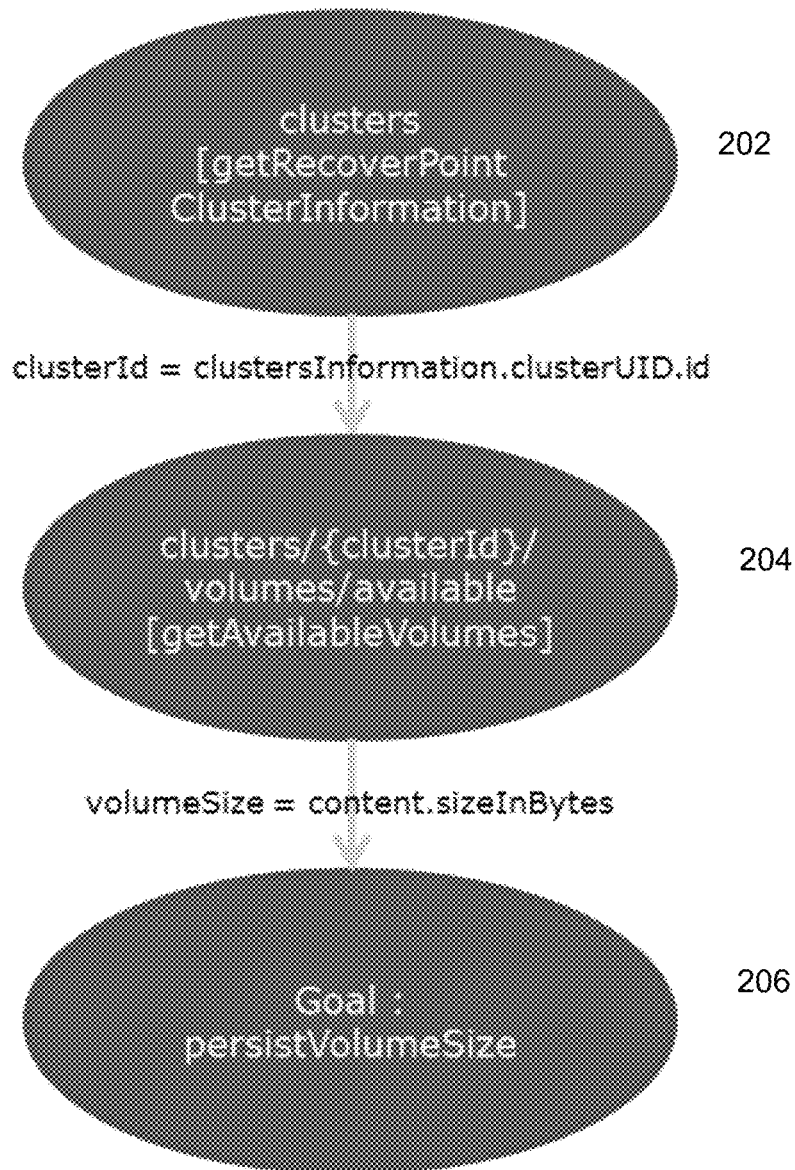 clusters
[getRecoverPoint
ClusterInformation]
202
clusterId = clustersInformation.clusterUID.id
clusters/{clusterId}/
volumes/available
[getAvailableVolumes]
204
volumeSize = content.sizeInBytes
Goal :
persistVolumeSize
206